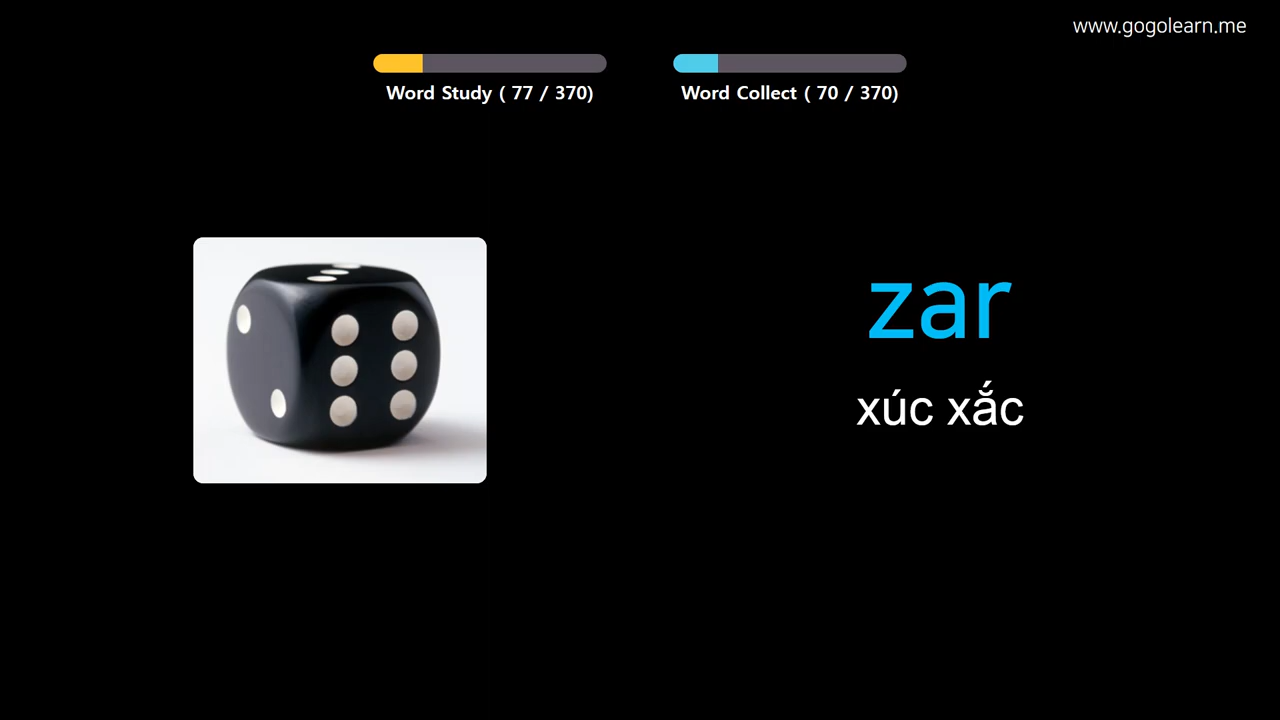 www.gogolearn.me
Word Study ( 77 / 370)
Word Collect ( 70 / 370)
zar
xúc xắc